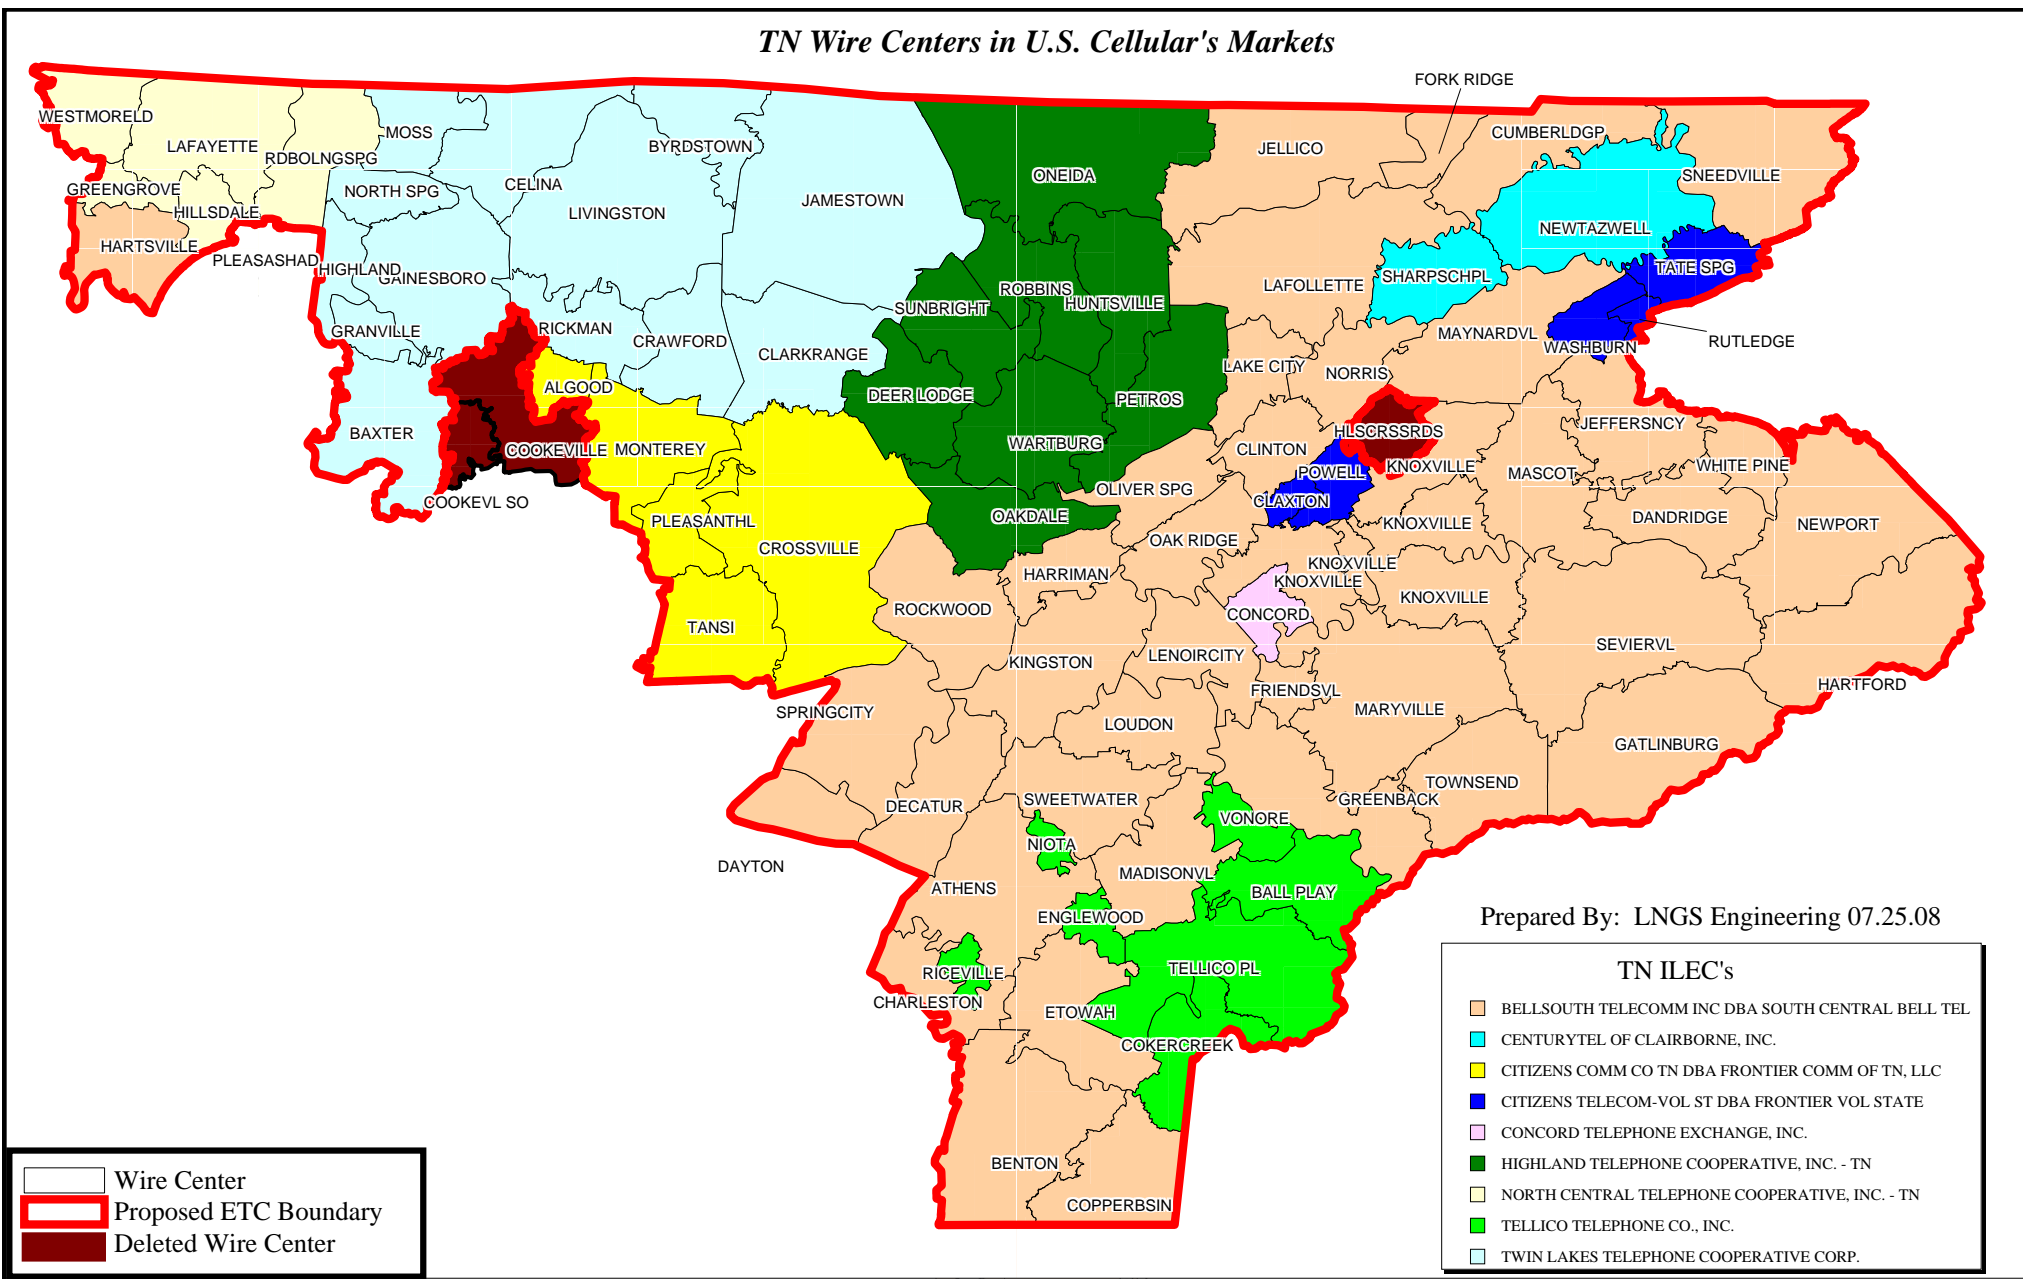 TN Wire Centers in U.S. Cellular's Markets
FORK RIDGE
WESTMORELD
MOSS
CUMBERLDGP
LAFAYETTE
RDBOLNGSPG
BYRDSTOWN
JELLICO
ONEIDA
SNEEDVILLE
GREENGROVE
NORTH SPG
CELINA
HILLSDALE
LIVINGSTON
JAMESTOWN
NEWTAZWELL
HARTSVILLE
PLEASASHAD
HIGHLAND
GAINESBORO
TATE SPG
SHARPSCHPL
LAFOLLETTE
ROBBINS
HUNTSVILLE
SUNBRIGHT
GRANVILLE
RICKMAN
CRAWFORD
MAYNARDVL
RUTLEDGE
WASHBURN
CLARKRANGE
LAKE CITY
NORRIS
ALGOOD
DEER LODGE
PETROS
BAXTER
HLSCRSSRDS
JEFFERSNCY
COOKEVILLE
MONTEREY
WARTBURG
CLINTON
POWELL
KNOXVILLE
MASCOT
WHITE PINE
COOKEVL SO
OLIVER SPG
CLAXTON
PLEASANTHL
OAKDALE
KNOXVILLE
DANDRIDGE
NEWPORT
CROSSVILLE
OAK RIDGE
HARRIMAN
KNOXVILLE
KNOXVILLE
KNOXVILLE
ROCKWOOD
CONCORD
TANSI
SEVIERVL
KINGSTON
LENOIRCITY
FRIENDSVL
HARTFORD
SPRINGCITY
LOUDON
MARYVILLE
GATLINBURG
TOWNSEND
DECATUR
SWEETWATER
GREENBACK
VONORE
NIOTA
DAYTON
ATHENS
MADISONVL
BALL PLAY
ENGLEWOOD
RICEVILLE
TELLICO PL
CHARLESTON
ETOWAH
COKERCREEK
BENTON
COPPERBSIN
Prepared By: LNGS Engineering 07.25.08
TN ILEC's
BELLSOUTH TELECOMM INC DBA SOUTH CENTRAL BELL TEL
CENTURYTEL OF CLAIRBORNE, INC.
CITIZENS COMM CO TN DBA FRONTIER COMM OF TN, LLC
CITIZENS TELECOM-VOL ST DBA FRONTIER VOL STATE
CONCORD TELEPHONE EXCHANGE, INC.
HIGHLAND TELEPHONE COOPERATIVE, INC. - TN
NORTH CENTRAL TELEPHONE COOPERATIVE, INC. - TN
TELLICO TELEPHONE CO., INC.
TWIN LAKES TELEPHONE COOPERATIVE CORP.
Wire Center
Proposed ETC Boundary
Deleted Wire Center